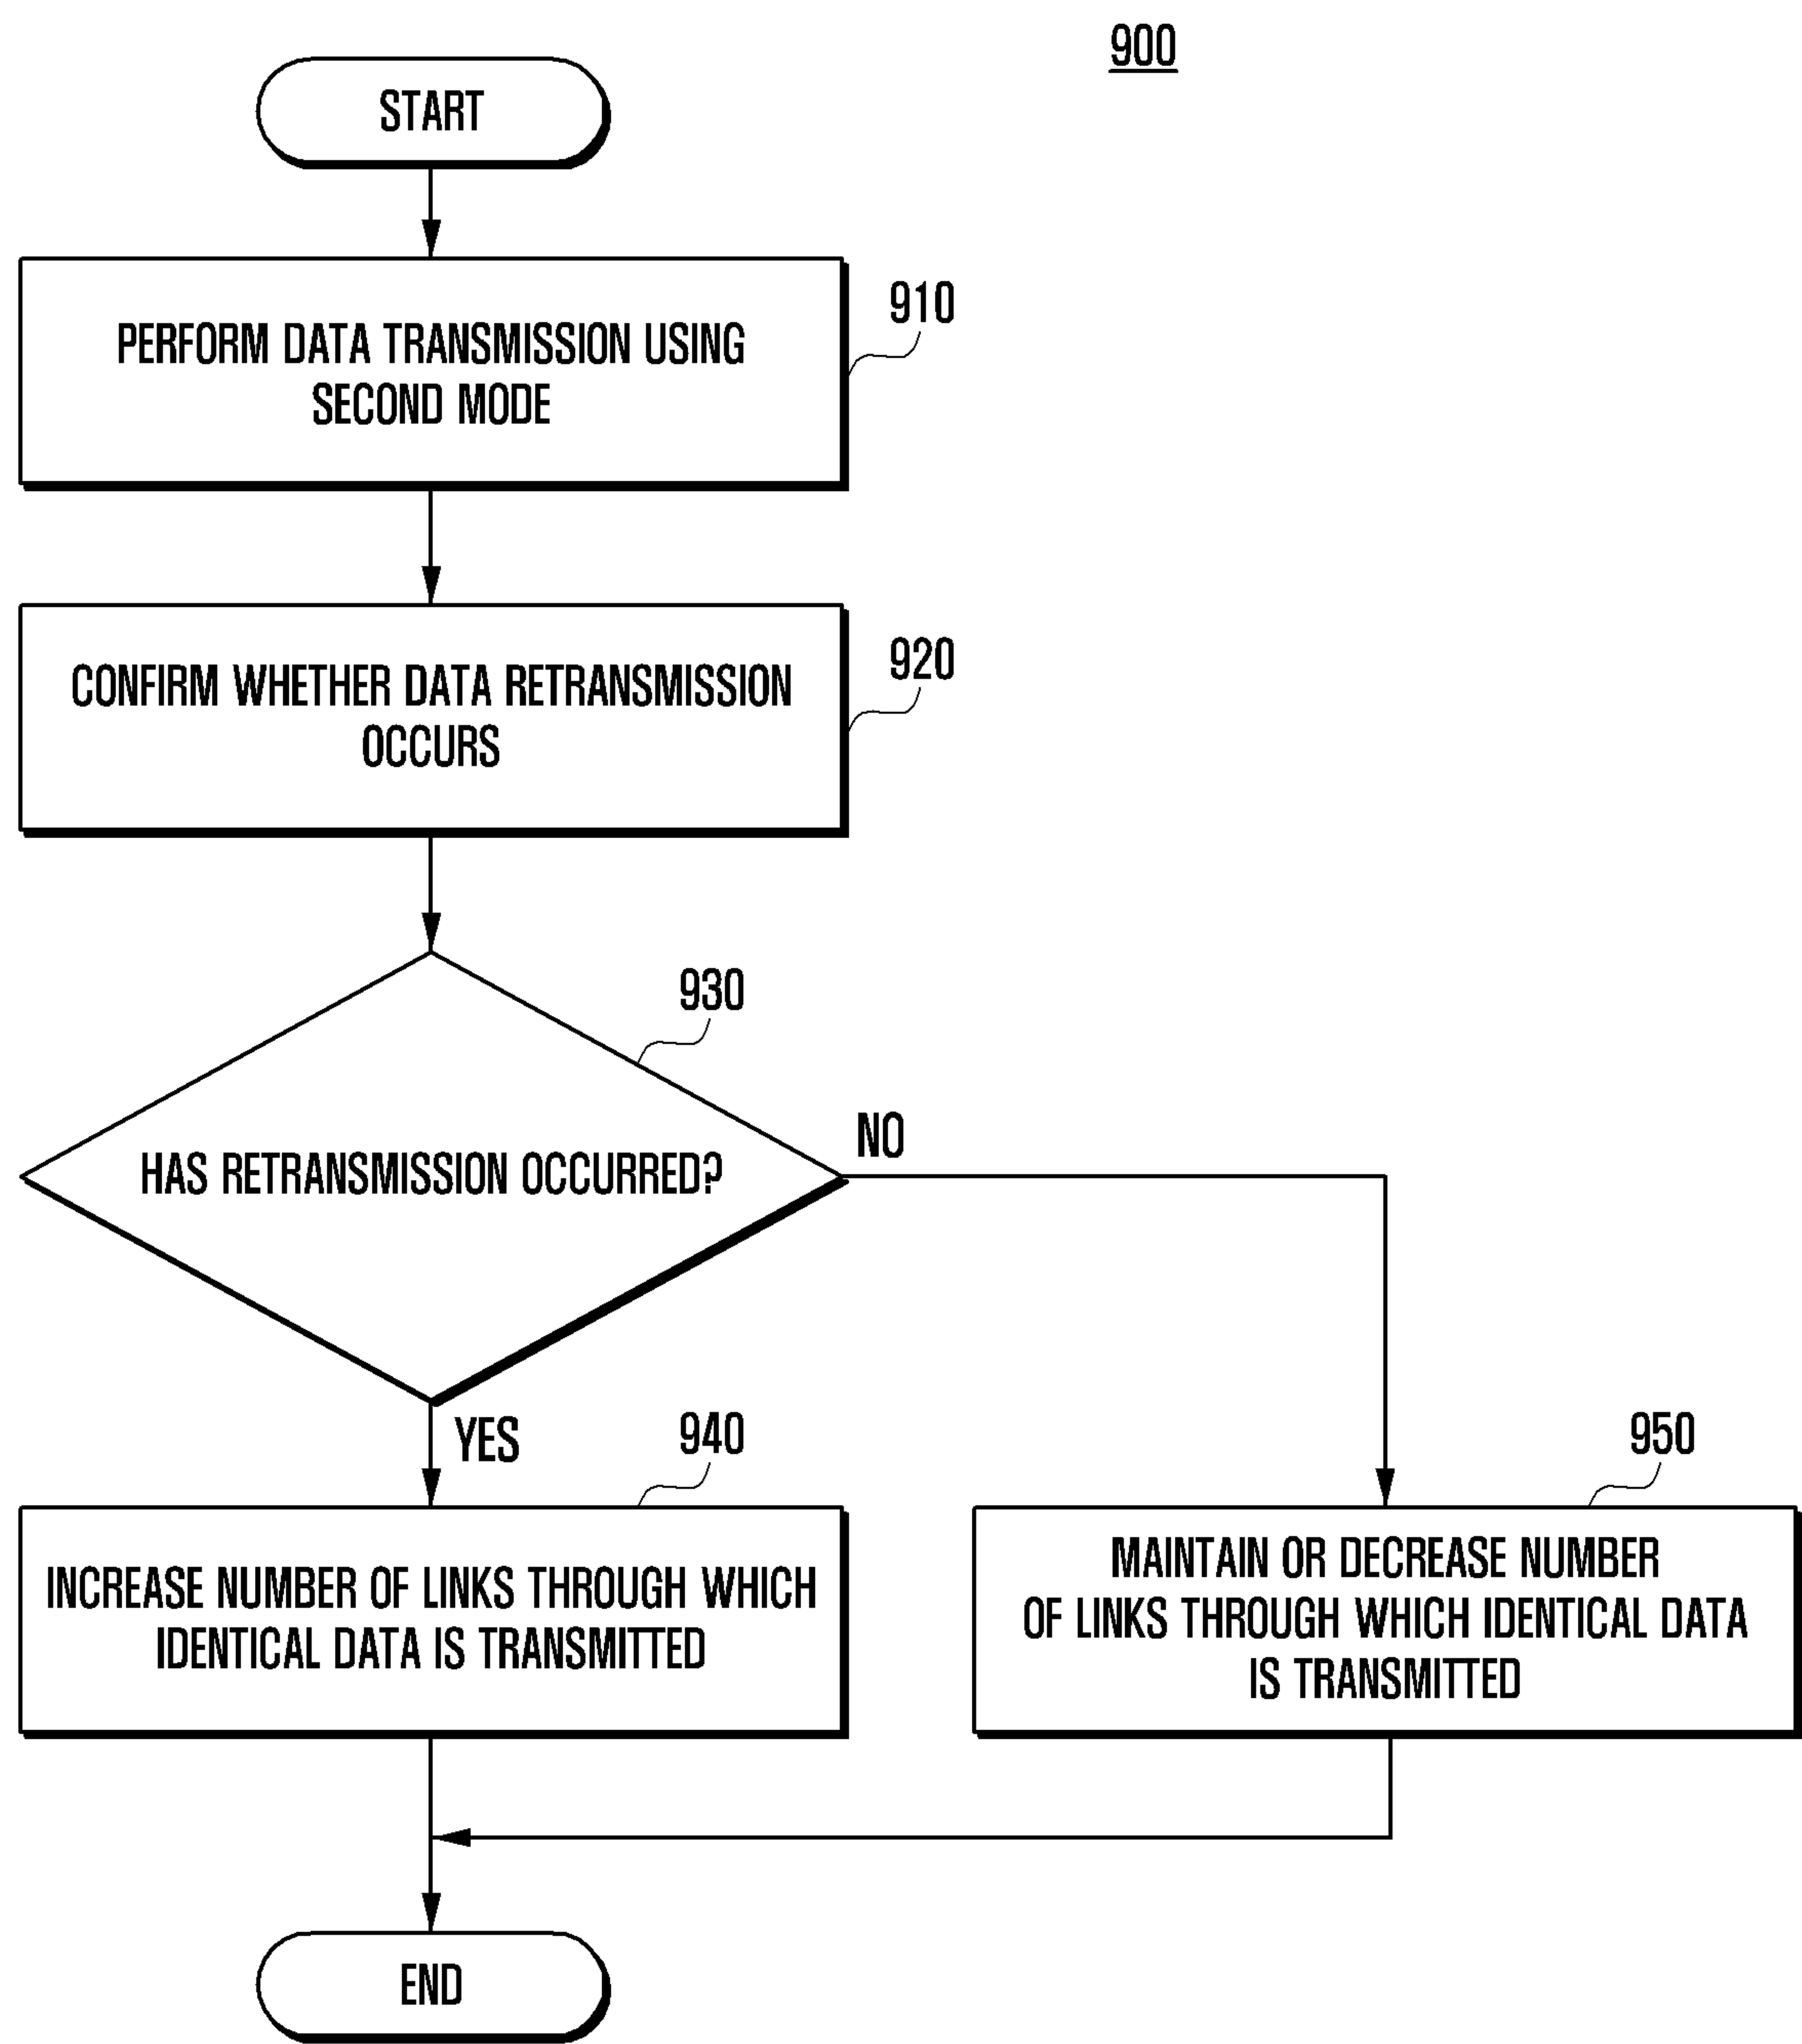 900
START
PERFORM DATA TRANSMISSION USING
SECOND MODE
910
CONFIRM WHETHER DATA RETRANSMISSION
OCCURS
920
930
HAS RETRANSMISSION OCCURRED?
NO
YES
940
INCREASE NUMBER OF LINKS THROUGH WHICH
IDENTICAL DATA IS TRANSMITTED
950
MAINTAIN OR DECREASE NUMBER
OF LINKS THROUGH WHICH IDENTICAL DATA
IS TRANSMITTED
END